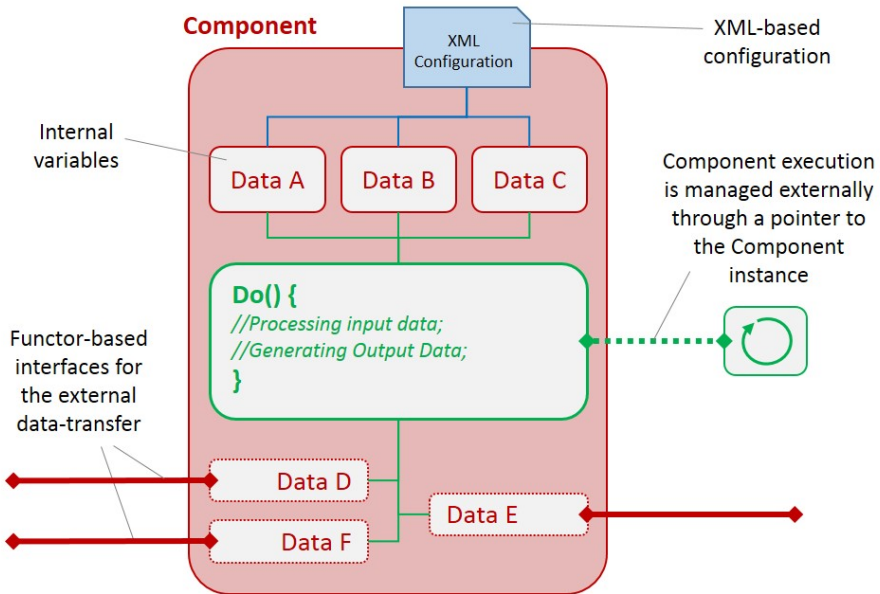 Component
XML
Configuration
XML-based
configuration
Internal
variables
Data A
Data B
Data C
Component execution
is managed externally
through a pointer to
the Component
instance
Do() {
//Processing input data;
//Generating Output Data;
}
Functor-based
interfaces for
the external
data-transfer
Data D
Data E
Data F